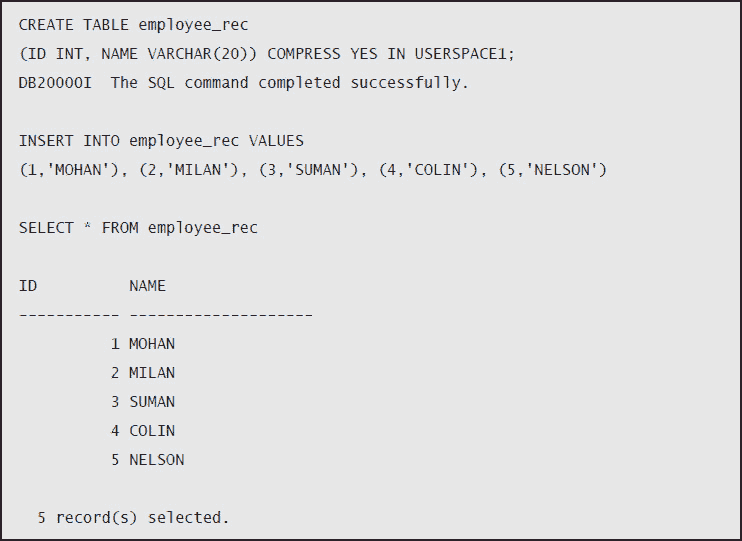 CREATE TABLE employee_rec
(ID INT, NAME VARCHAR(20)) COMPRESS YES IN USERSPACE1;
DB20000I  The SQL command completed successfully.
INSERT INTO employee_rec VALUES
(1,'MOHAN'), (2,'MILAN'), (3,'SUMAN'), (4,'COLIN'), (5,'NELSON')
SELECT * FROM employee_rec
ID          NAME
----------- --------------------
          1 MOHAN
          2 MILAN
          3 SUMAN
          4 COLIN
          5 NELSON
  5 record(s) selected.